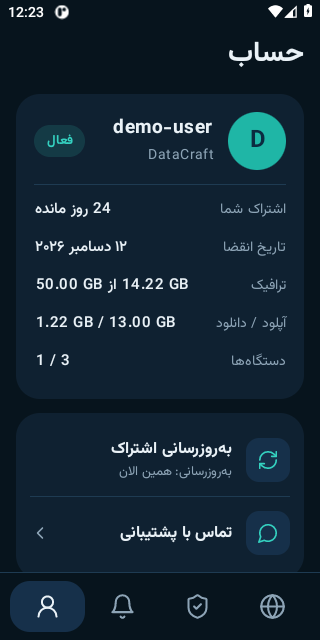 12:23
حساب
demo-user
D
DataCraft
فعال
اشتراک شما 24 روز مانده
تاریخ انقضا ۱۲ دسامبر ۲۰۲۶
ترافیک 14.22 GB از 50.00 GB
آپلود / دانلود 1.22 GB / 13.00 GB
دستگاه‌ها 1 / 3
به‌روزرسانی اشتراک
به‌روزرسانی: همین الان
تماس با پشتیبانی